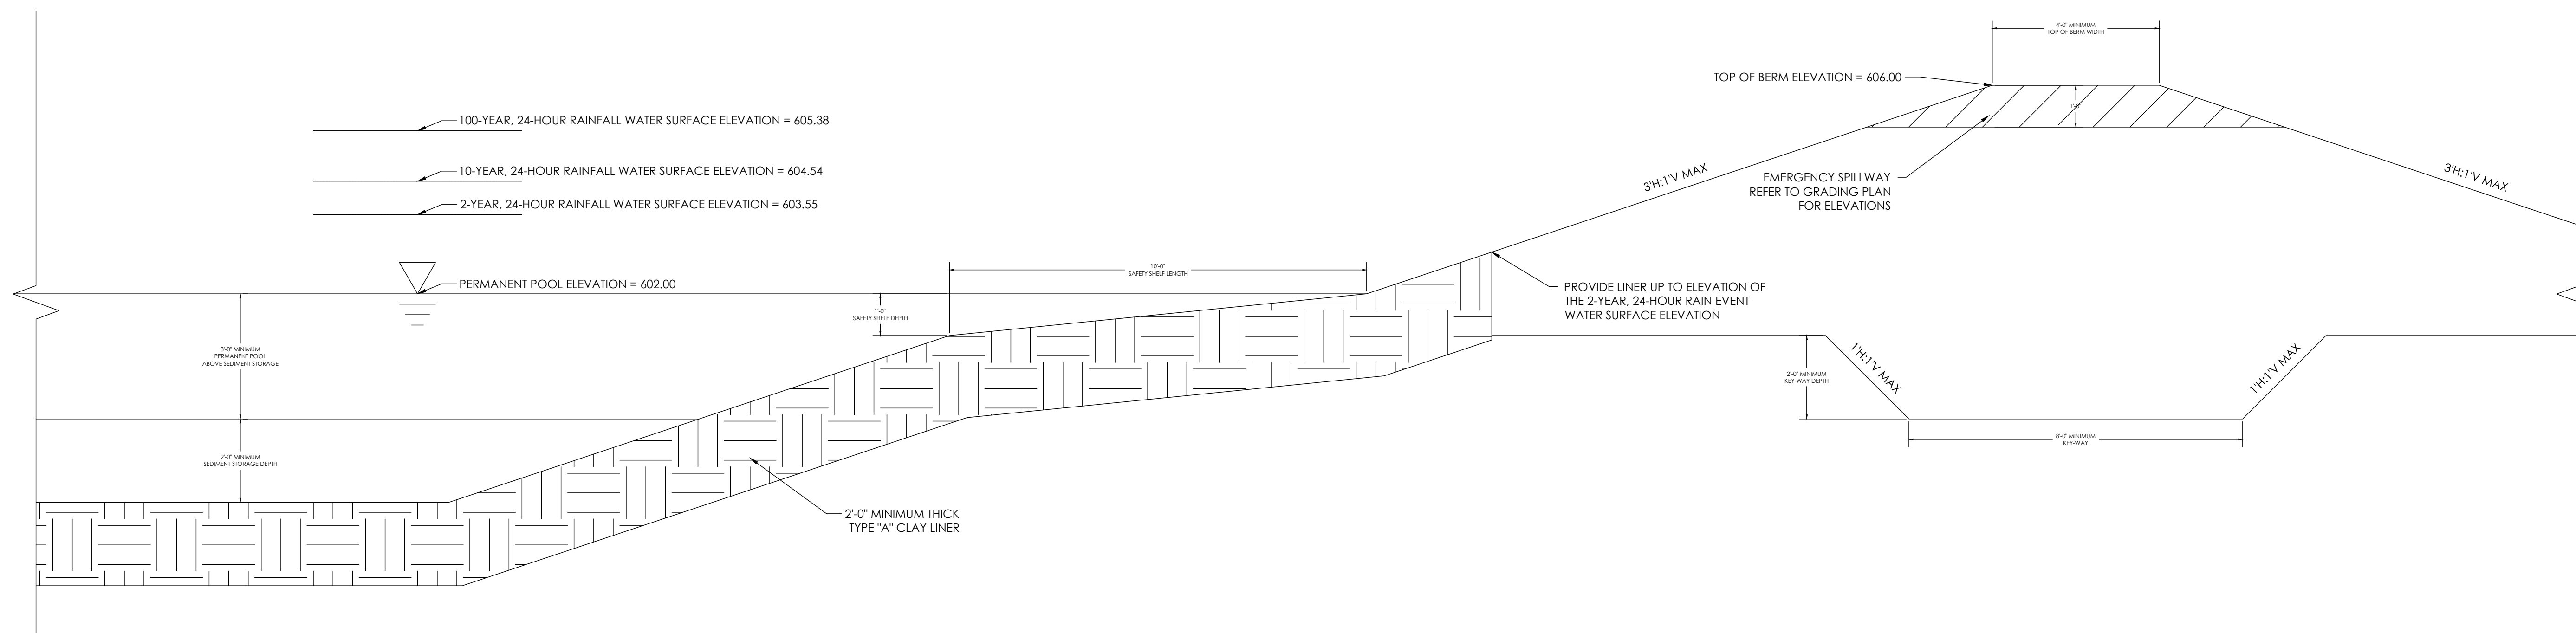 4'-0" MINIMUM
TOP OF BERM WIDTH
TOP OF BERM ELEVATION = 606.00
1'-0"
100-YEAR, 24-HOUR RAINFALL WATER SURFACE ELEVATION = 605.38
10-YEAR, 24-HOUR RAINFALL WATER SURFACE ELEVATION = 604.54
2-YEAR, 24-HOUR RAINFALL WATER SURFACE ELEVATION = 603.55
3'H:1'V MAX
EMERGENCY SPILLWAY
REFER TO GRADING PLAN
FOR ELEVATIONS
3'H:1'V MAX
10'-0"
SAFETY SHELF LENGTH
PERMANENT POOL ELEVATION = 602.00
PROVIDE LINER UP TO ELEVATION OF
THE 2-YEAR, 24-HOUR RAIN EVENT
WATER SURFACE ELEVATION
1'-0"
SAFETY SHELF DEPTH
3'-0" MINIMUM
PERMANENT POOL
ABOVE SEDIMENT STORAGE
2'-0" MINIMUM
KEY-WAY DEPTH
1'H:1'V MAX
1'H:1'V MAX
8'-0" MINIMUM
KEY-WAY
2'-0" MINIMUM
SEDIMENT STORAGE DEPTH
2'-0" MINIMUM THICK
TYPE "A" CLAY LINER